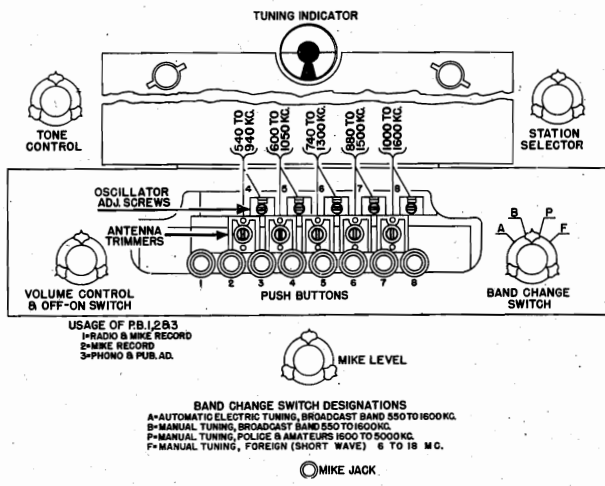 TUNING INDICATOR
TONE
CONTROL
STATION
SELECTOR
540 TO
940 KC.
600 TO
1050 KC.
740 TO
1300 KC.
880 TO
1500 KC.
1000 TO
1600 KC.
4 5 6 7 8
OSCILLATOR
ADJ. SCREWS
ANTENNA
TRIMMERS
1 2 3 4 5 6 7 8
PUSH BUTTONS
VOLUME CONTROL
& OFF-ON SWITCH
A B P F
BAND CHANGE
SWITCH
USAGE OF P.B.1,2&3
1=RADIO & MIKE RECORD
2=MIKE RECORD
3=PHONO & PUB. AD.
MIKE LEVEL
BAND CHANGE SWITCH DESIGNATIONS
A=AUTOMATIC ELECTRIC TUNING, BROADCAST BAND 550 TO 1600 KC.
B=MANUAL TUNING, BROADCAST BAND 550 TO 1600 KC.
P=MANUAL TUNING, POLICE & AMATEURS 1600 TO 5000 KC.
F=MANUAL TUNING, FOREIGN (SHORT WAVE) 6 TO 18 MC.
MIKE JACK